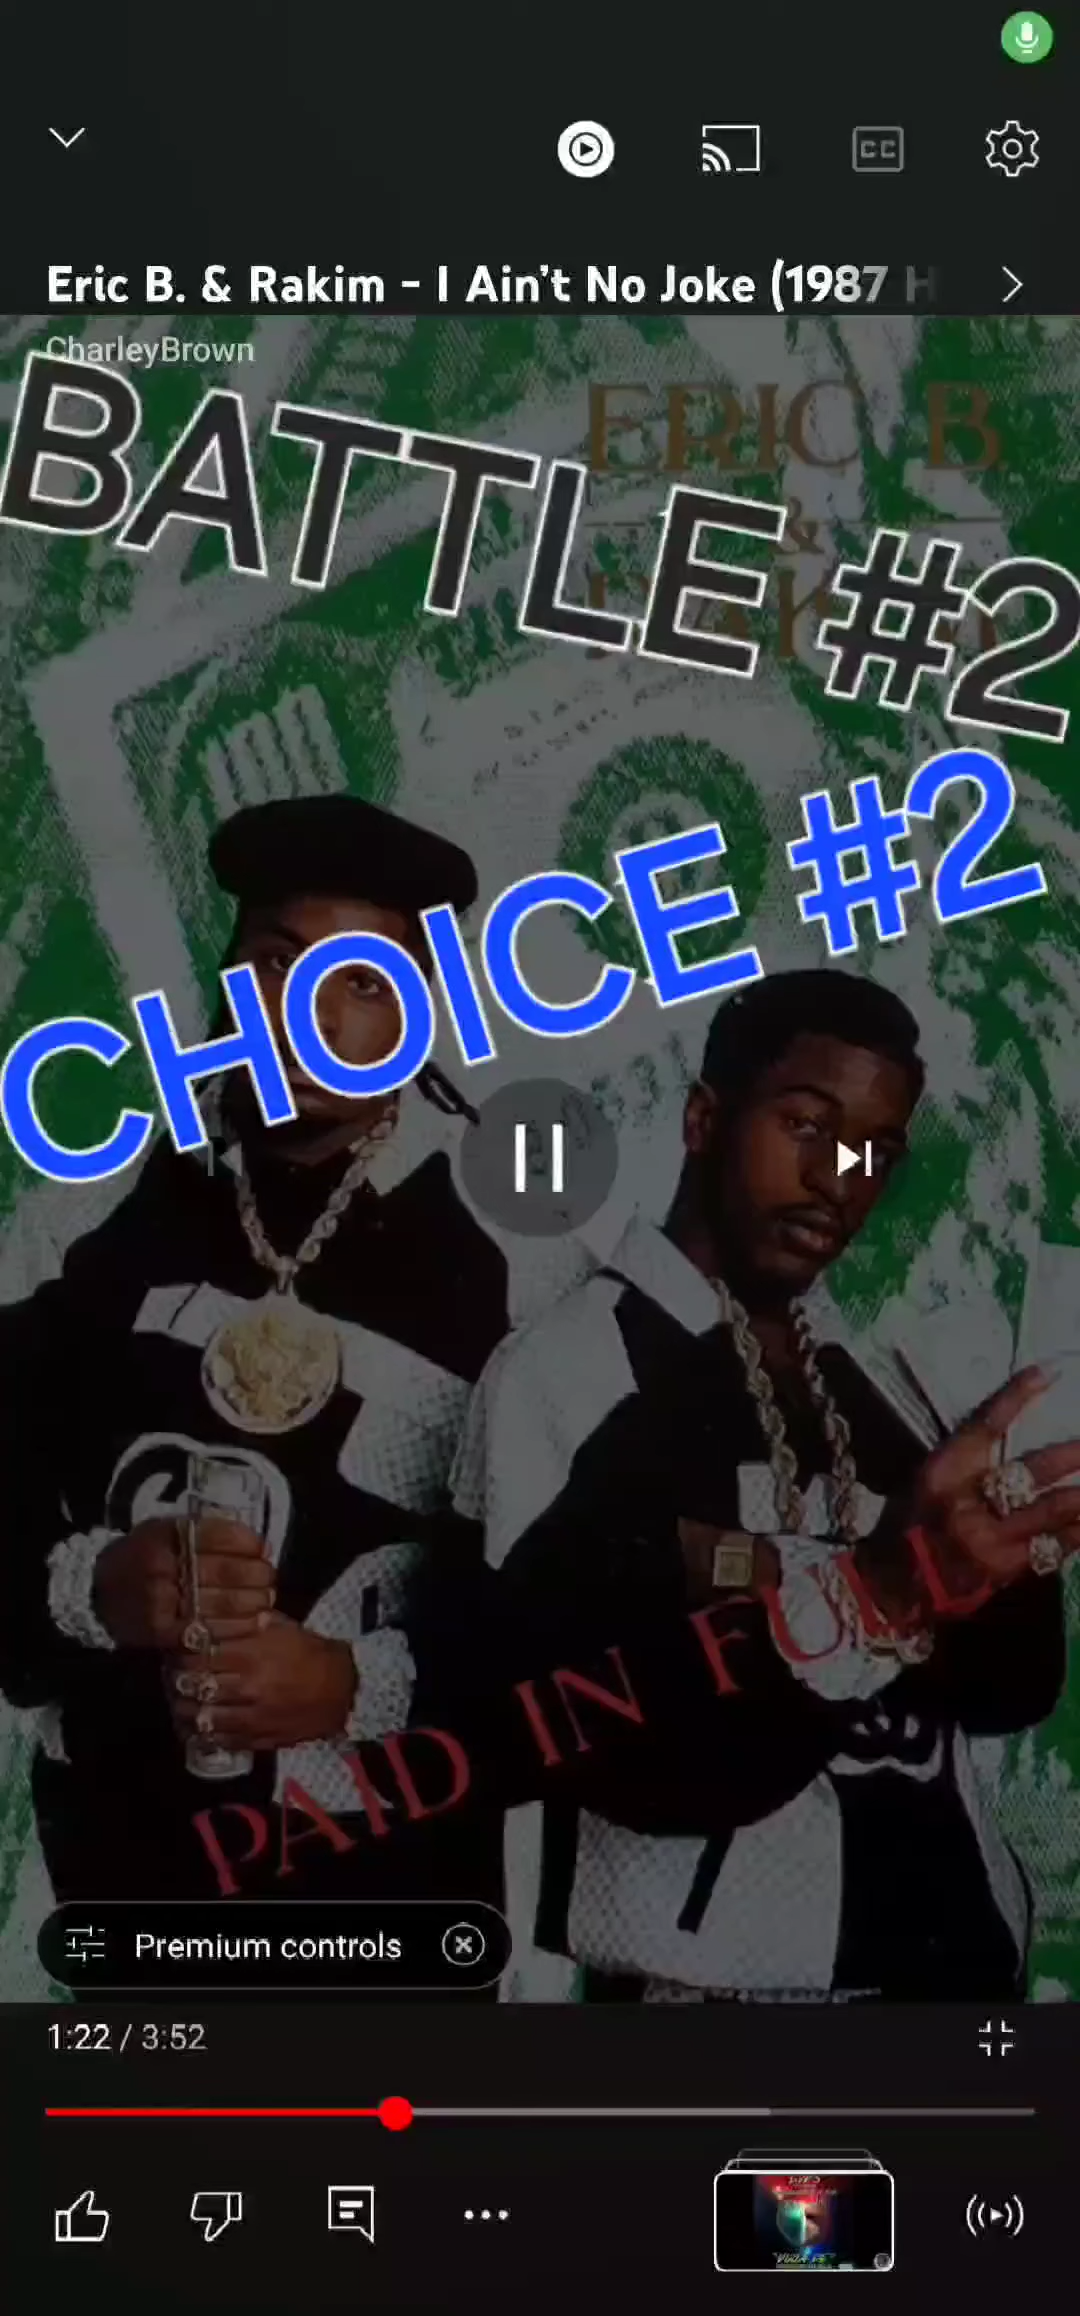 CC
Eric B. & Rakim - I Ain't No Joke (1987 H
CharleyBrown
ERIC B.
&
BATTLE #2
CHOICE #2
PAID IN FULL
Premium controls
1:22 / 3:52